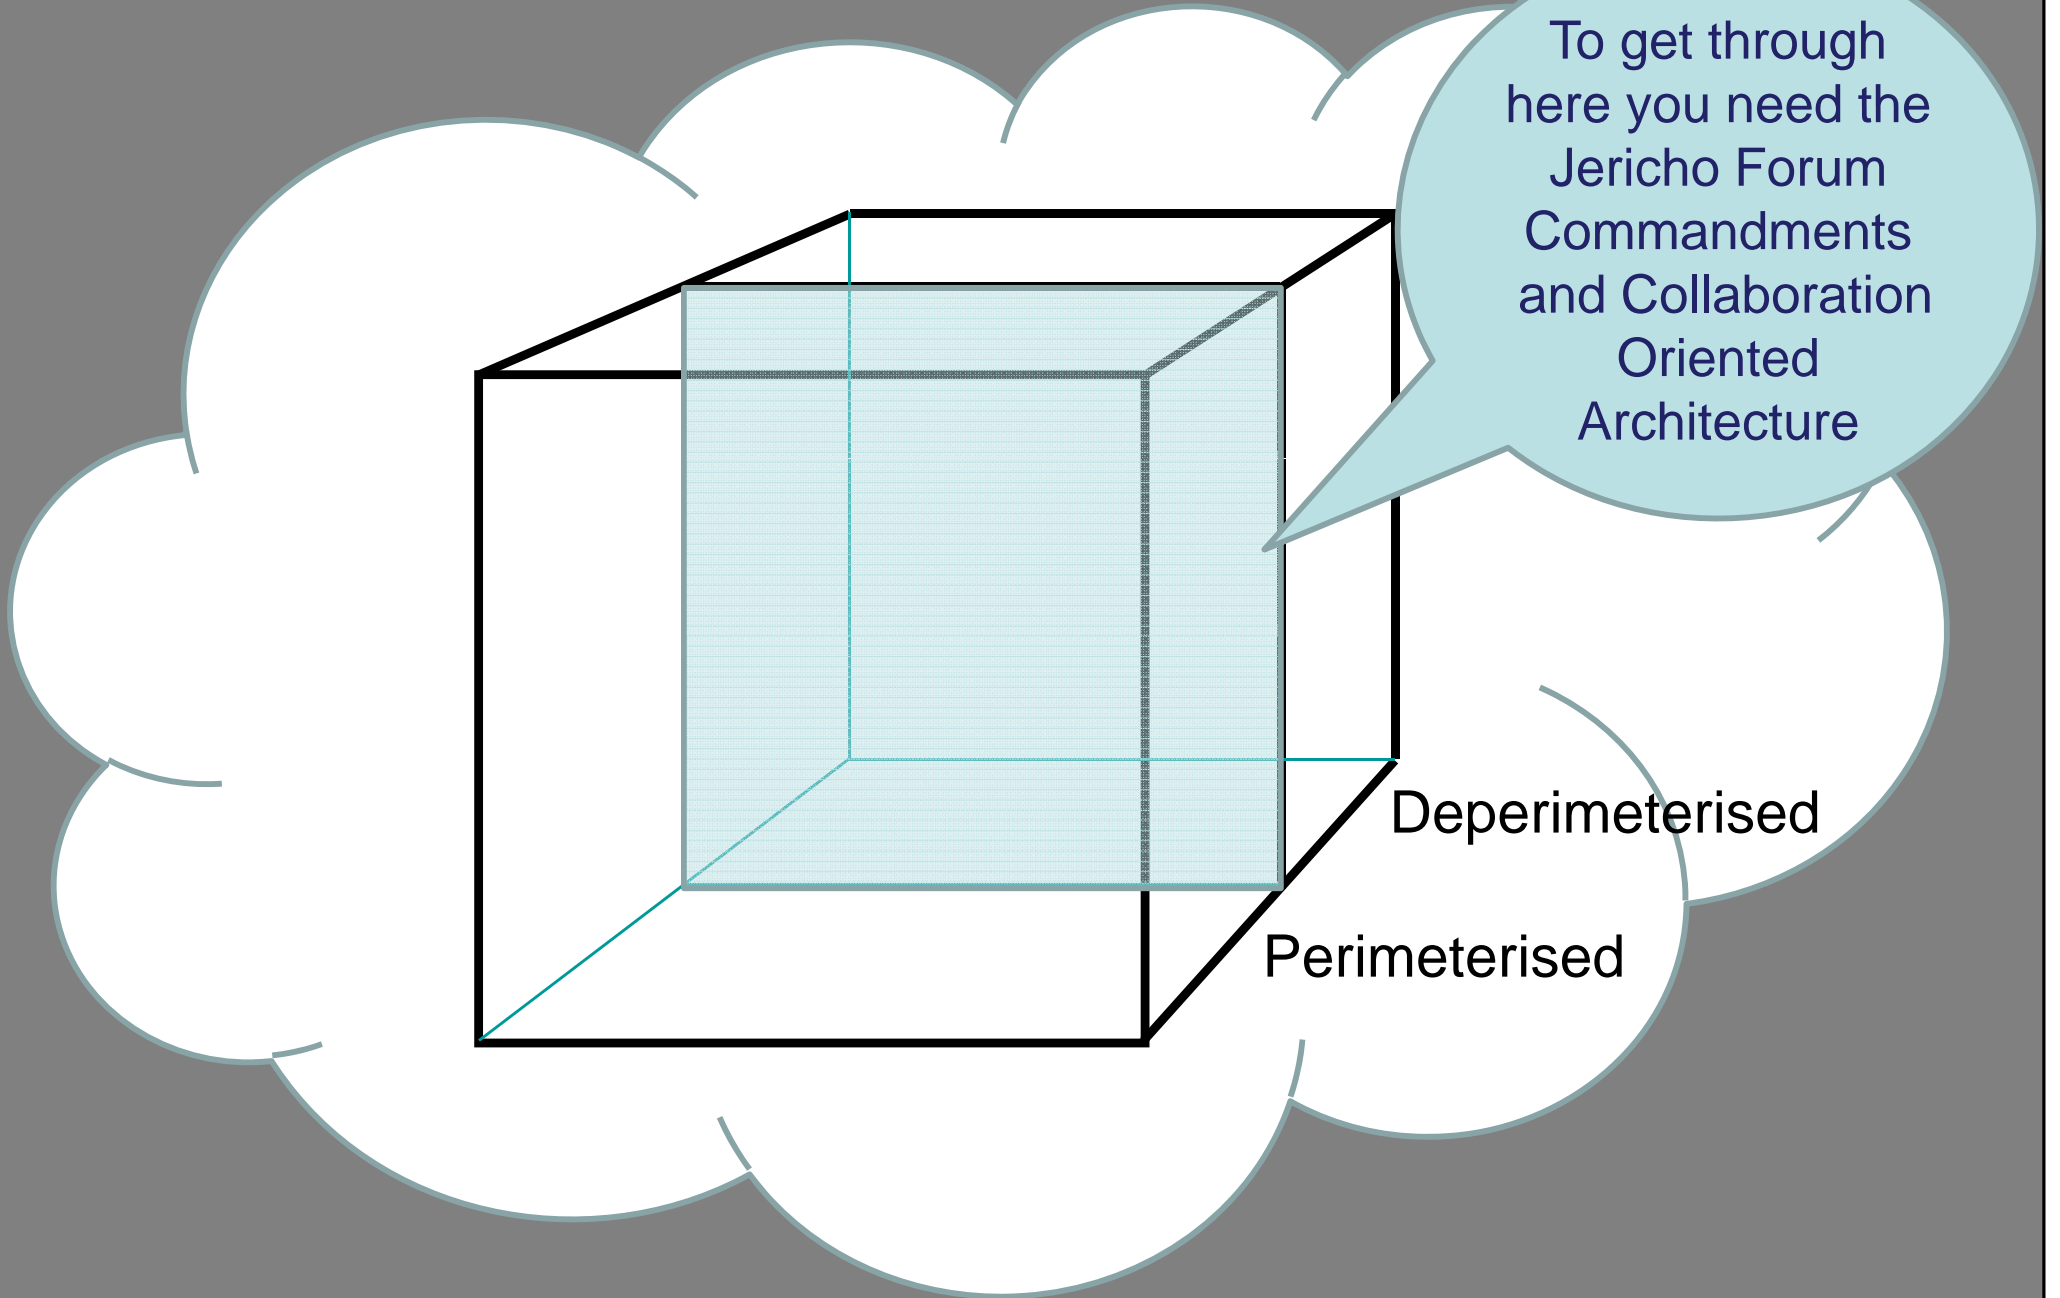 To get through
here you need the
Jericho Forum
Commandments
and Collaboration
Oriented
Architecture
Deperimeterised
Perimeterised